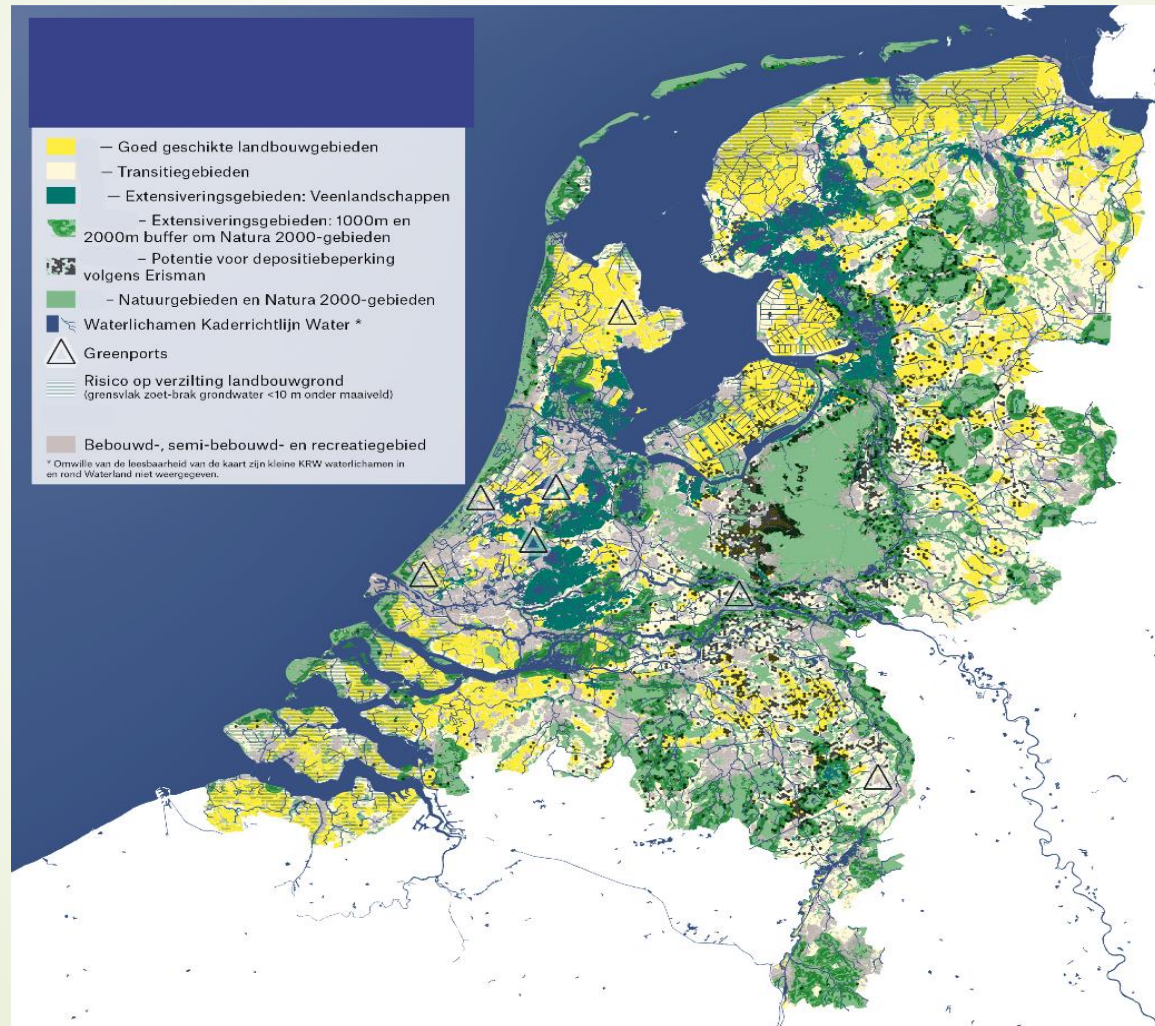 — Goed geschikte landbouwgebieden
— Transitiegebieden
— Extensiveringsgebieden: Veenlandschappen
– Extensiveringsgebieden: 1000m en
2000m buffer om Natura 2000-gebieden
– Potentie voor depositiebeperking
volgens Erisman
– Natuurgebieden en Natura 2000-gebieden
Waterlichamen Kaderrichtlijn Water *
Greenports
Risico op verzilting landbouwgrond
(grensvlak zoet-brak grondwater <10 m onder maaiveld)
Bebouwd-, semi-bebouwd- en recreatiegebied
* Omwille van de leesbaarheid van de kaart zijn kleine KRW waterlichamen in
en rond Waterland niet weergegeven.